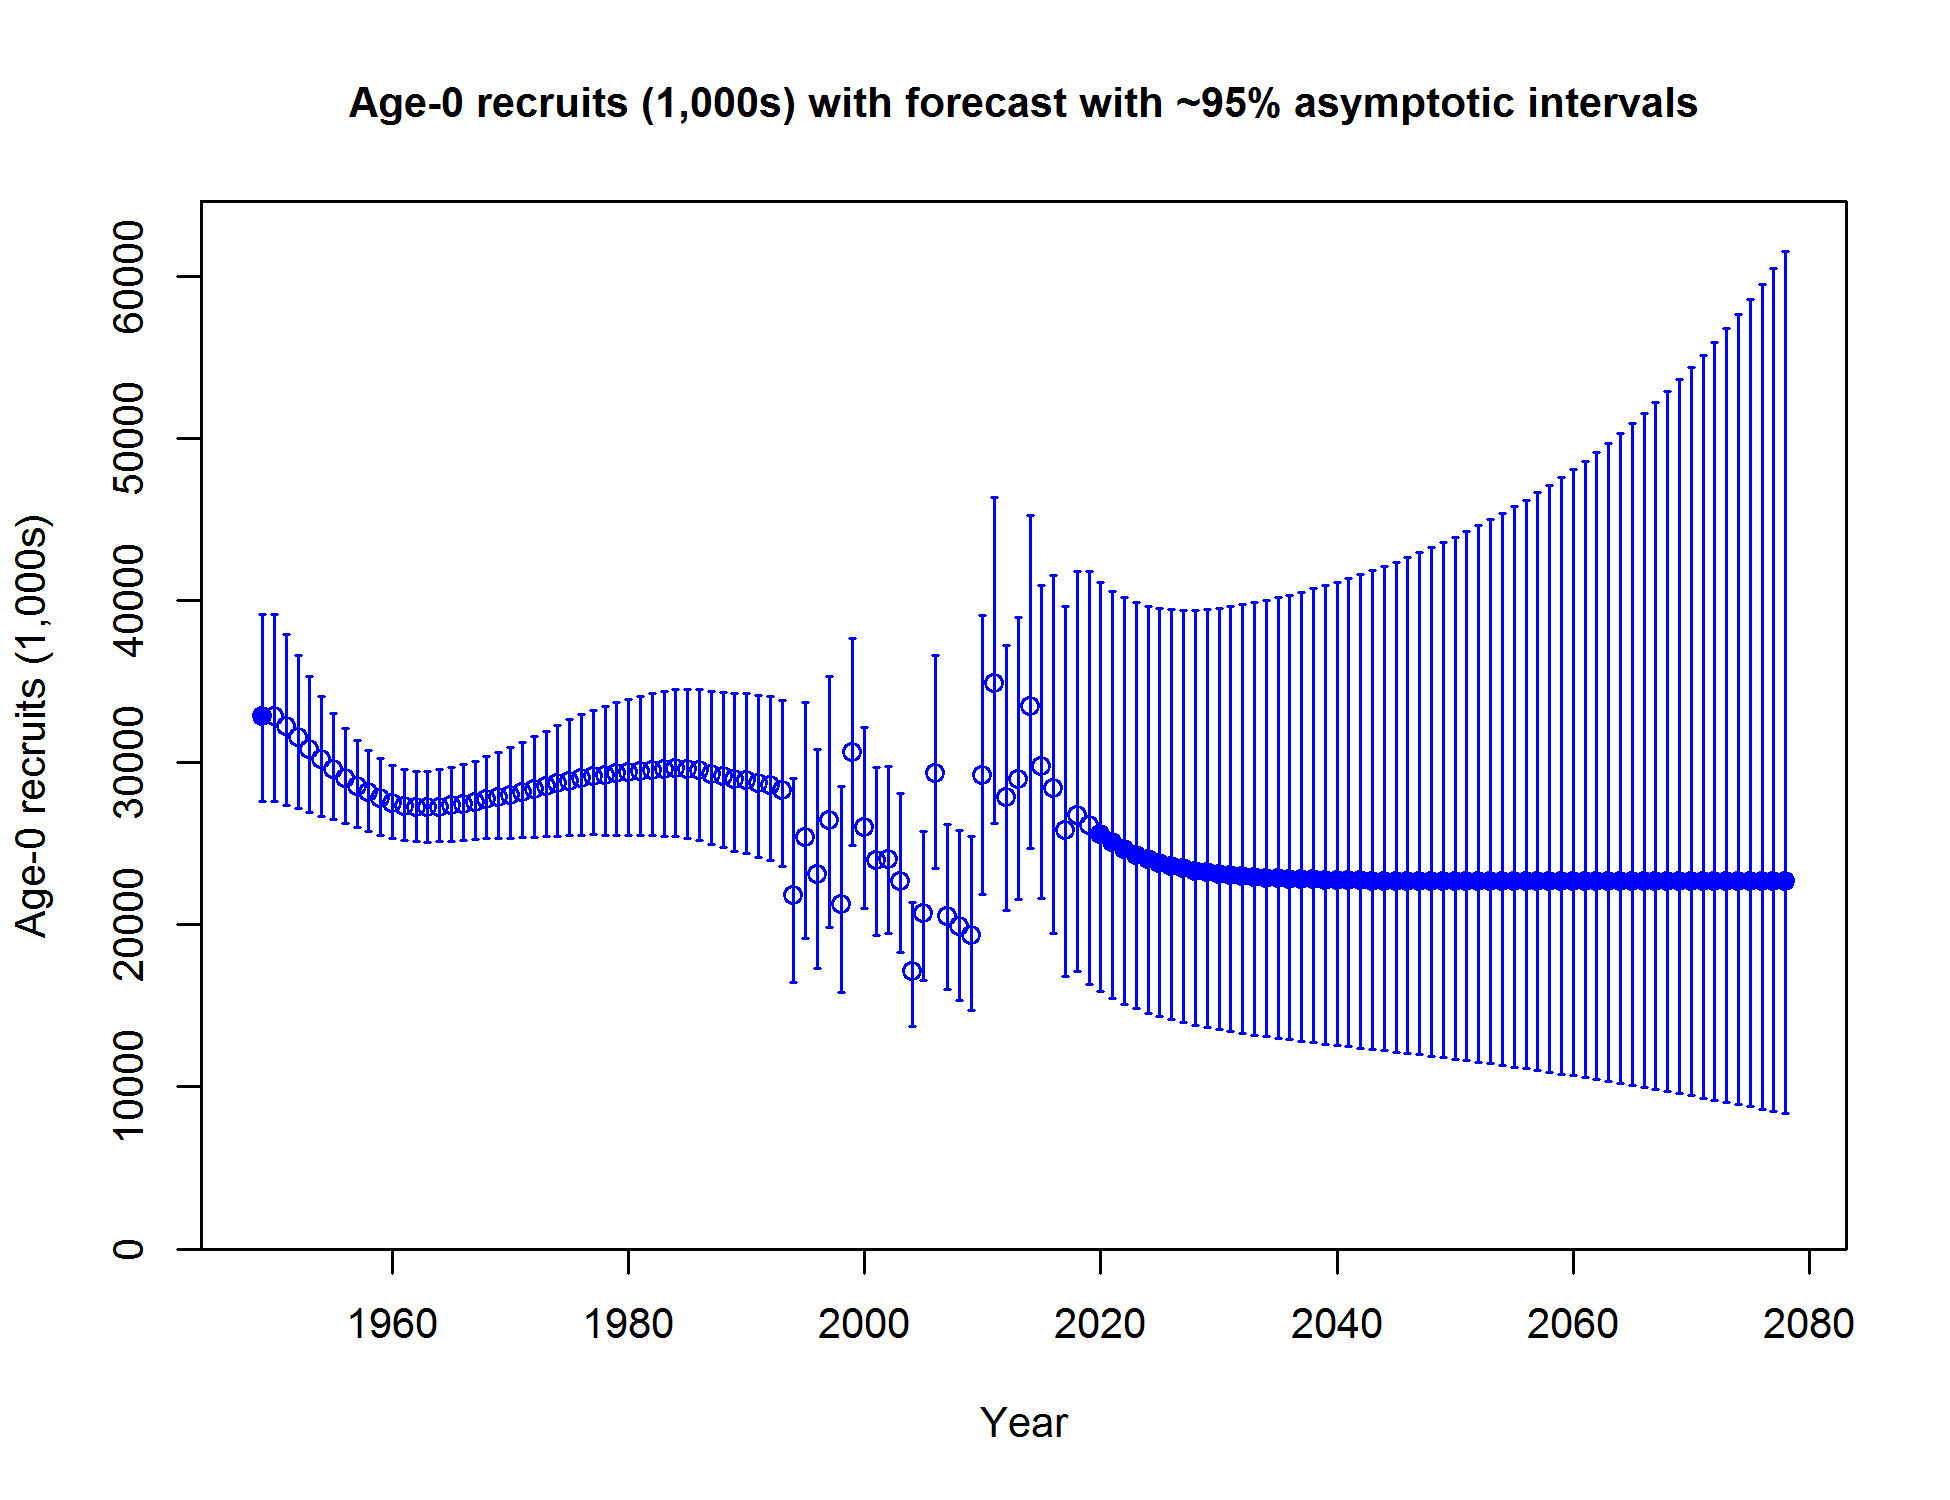 Age-0 recruits (1,000s) with forecast with ~95% asymptotic intervals
Age-0 recruits (1,000s)
60000
50000
40000
30000
20000
10000
0
1960 1980 2000 2020 2040 2060 2080
Year